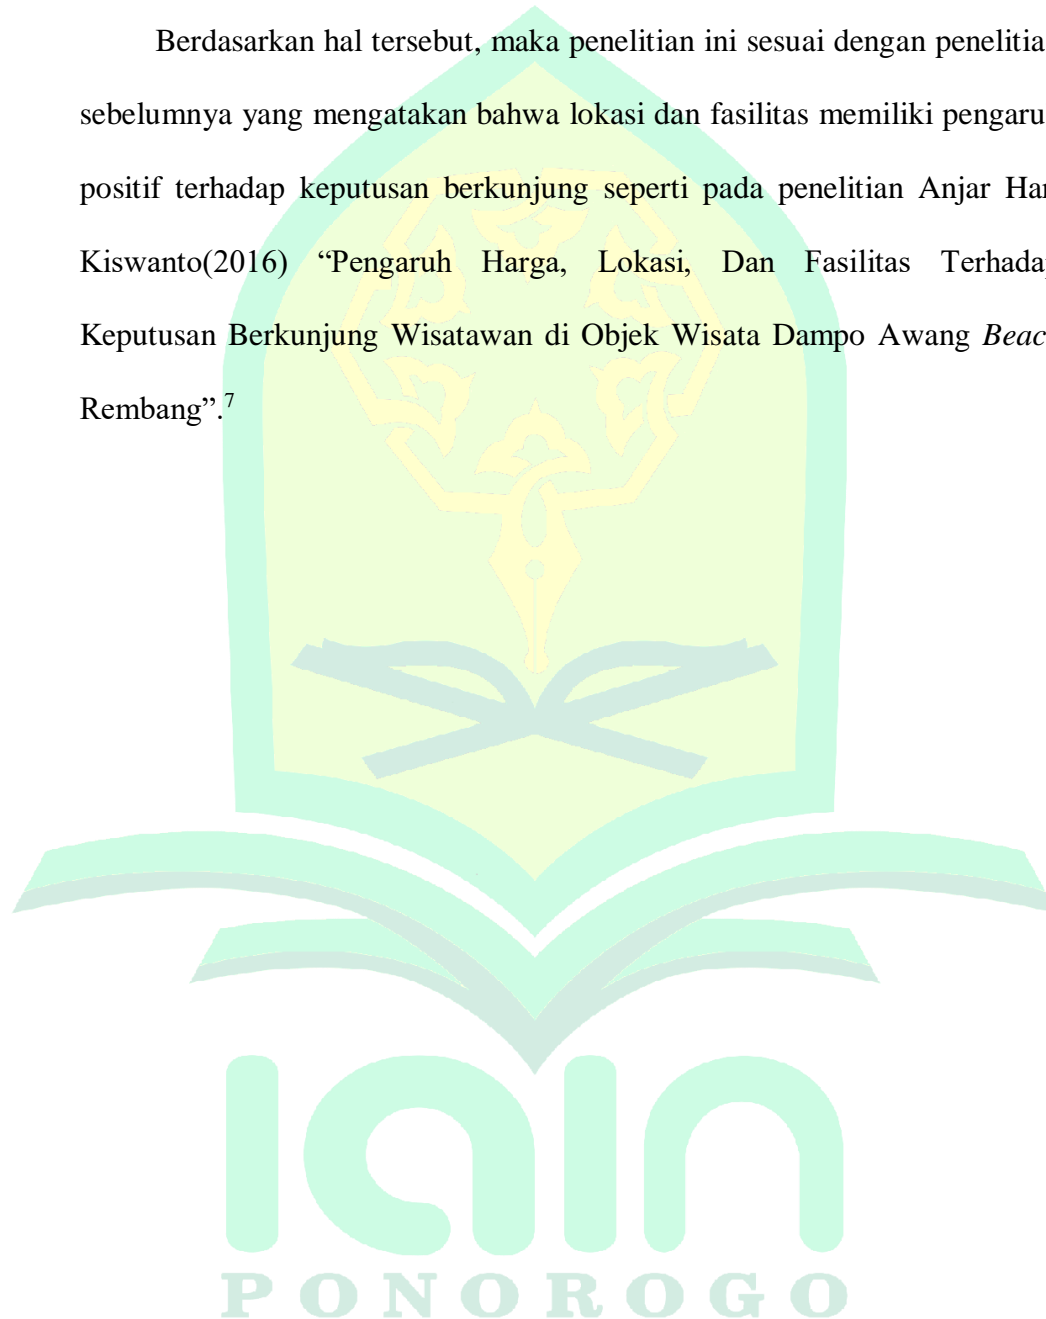 Berdasarkan hal tersebut, maka penelitian ini sesuai dengan penelitia
sebelumnya yang mengatakan bahwa lokasi dan fasilitas memiliki pengaru
positif terhadap keputusan berkunjung seperti pada penelitian Anjar Har
Kiswanto(2016) “Pengaruh Harga, Lokasi, Dan Fasilitas Terhada
Keputusan Berkunjung Wisatawan di Objek Wisata Dampo Awang Beac
Rembang”.7
iain
PONOROGO